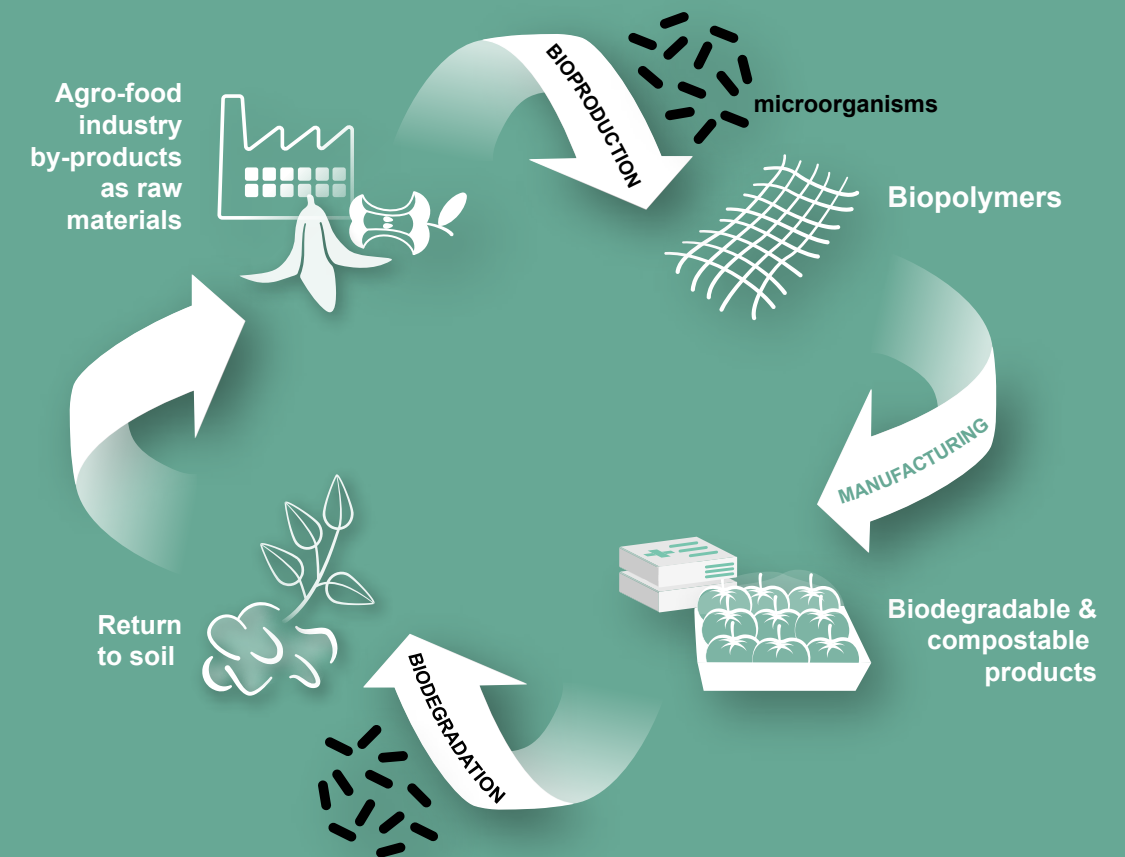 Agro-food
industry
by-products
as raw
materials
BIOPRODUCTION
microorganisms
Biopolymers
MANUFACTURING
Biodegradable &
compostable
products
BIODEGRADATION
Return
to soil